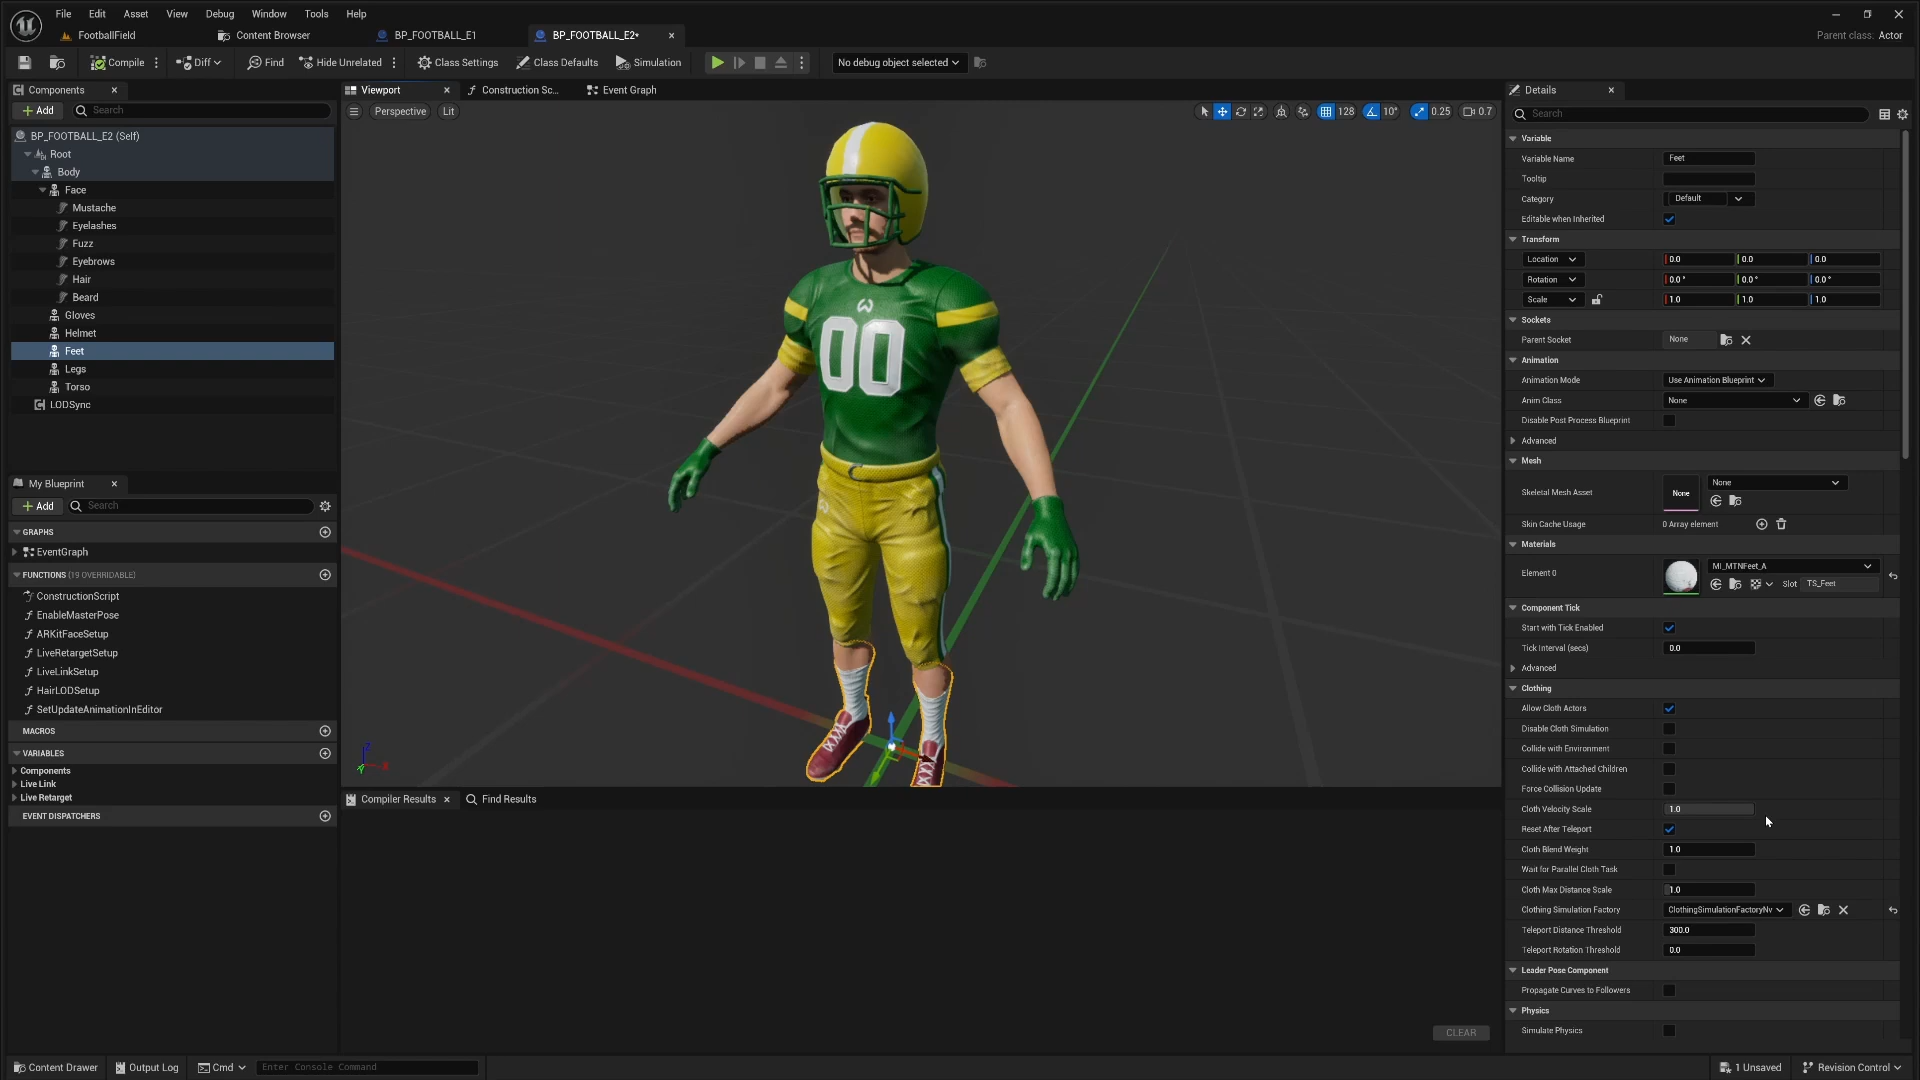 File Edit Asset View Debug Window Tools Help
FootballField Content Browser BP_FOOTBALL_E1 BP_FOOTBALL_E2*
Parent class: Actor
Compile Diff Find Hide Unrelated Class Settings Class Defaults Simulation No debug object selected
Components
Add Search
BP_FOOTBALL_E2 (Self)
Root
Body
Face
Mustache
Eyelashes
Fuzz
Eyebrows
Hair
Beard
Gloves
Helmet
Feet
Legs
Torso
LODSync
My Blueprint
Add Search
GRAPHS
EventGraph
FUNCTIONS (19 OVERRIDABLE)
ConstructionScript
EnableMasterPose
ARKitFaceSetup
LiveRetargetSetup
LiveLinkSetup
HairLODSetup
SetUpdateAnimationInEditor
MACROS
VARIABLES
Components
Live Link
Live Retarget
EVENT DISPATCHERS
Viewport Construction Sc... Event Graph
Perspective Lit 128 10° 0.25 0.7
00
Compiler Results Find Results
CLEAR
Details
Search
Variable
Variable Name Feet
Tooltip
Category Default
Editable when Inherited
Transform
Location 0.0 0.0 0.0
Rotation 0.0 ° 0.0 ° 0.0 °
Scale 1.0 1.0 1.0
Sockets
Parent Socket None
Animation
Animation Mode Use Animation Blueprint
Anim Class None
Disable Post Process Blueprint
Advanced
Mesh
Skeletal Mesh Asset None None
Skin Cache Usage 0 Array element
Materials
Element 0 MI_MTNFeet_A
Slot TS_Feet
Component Tick
Start with Tick Enabled
Tick Interval (secs) 0.0
Advanced
Clothing
Allow Cloth Actors
Disable Cloth Simulation
Collide with Environment
Collide with Attached Children
Force Collision Update
Cloth Velocity Scale 1.0
Reset After Teleport
Cloth Blend Weight 1.0
Wait for Parallel Cloth Task
Cloth Max Distance Scale 1.0
Clothing Simulation Factory ClothingSimulationFactoryNv
Teleport Distance Threshold 300.0
Teleport Rotation Threshold 0.0
Leader Pose Component
Propagate Curves to Followers
Physics
Simulate Physics
Content Drawer Output Log Cmd Enter Console Command 1 Unsaved Revision Control